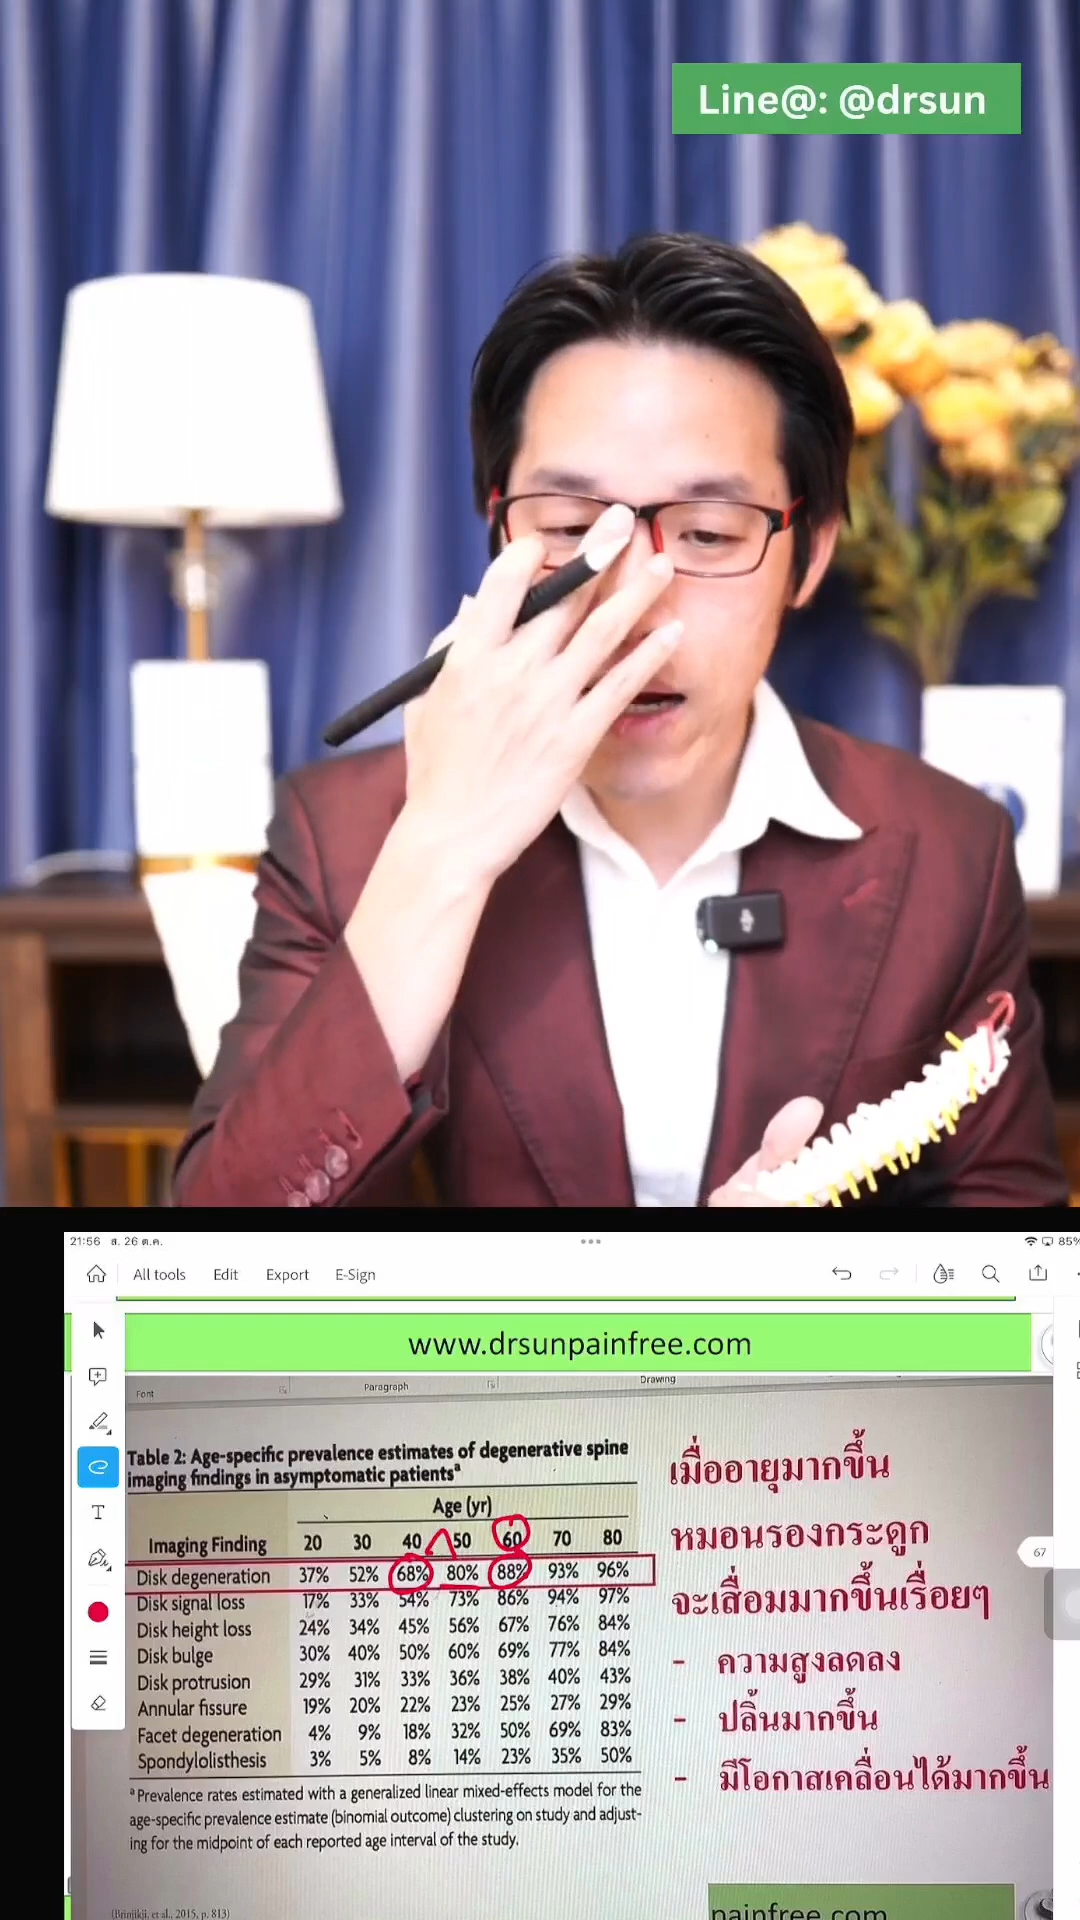 Line@: @drsun
21:56 ส. 26 ต.ค.
85%
All tools Edit Export E-Sign
www.drsunpainfree.com
Font Paragraph Drawing
Table 2: Age-specific prevalence estimates of degenerative spine
imaging findings in asymptomatic patientsᵃ
Age (yr)
Imaging Finding 20 30 40 50 60 70 80
Disk degeneration 37% 52% 68% 80% 88% 93% 96%
Disk signal loss 17% 33% 54% 73% 86% 94% 97%
Disk height loss 24% 34% 45% 56% 67% 76% 84%
Disk bulge 30% 40% 50% 60% 69% 77% 84%
Disk protrusion 29% 31% 33% 36% 38% 40% 43%
Annular fissure 19% 20% 22% 23% 25% 27% 29%
Facet degeneration 4% 9% 18% 32% 50% 69% 83%
Spondylolisthesis 3% 5% 8% 14% 23% 35% 50%
ᵃ Prevalence rates estimated with a generalized linear mixed-effects model for the
age-specific prevalence estimate (binomial outcome) clustering on study and adjust-
ing for the midpoint of each reported age interval of the study.
(Brinjikji, et al., 2015, p. 813)
เมื่ออายุมากขึ้น
หมอนรองกระดูก
จะเสื่อมมากขึ้นเรื่อยๆ
- ความสูงลดลง
- ปลิ้นมากขึ้น
- มีโอกาสเคลื่อนได้มากขึ้น
67
painfree.com